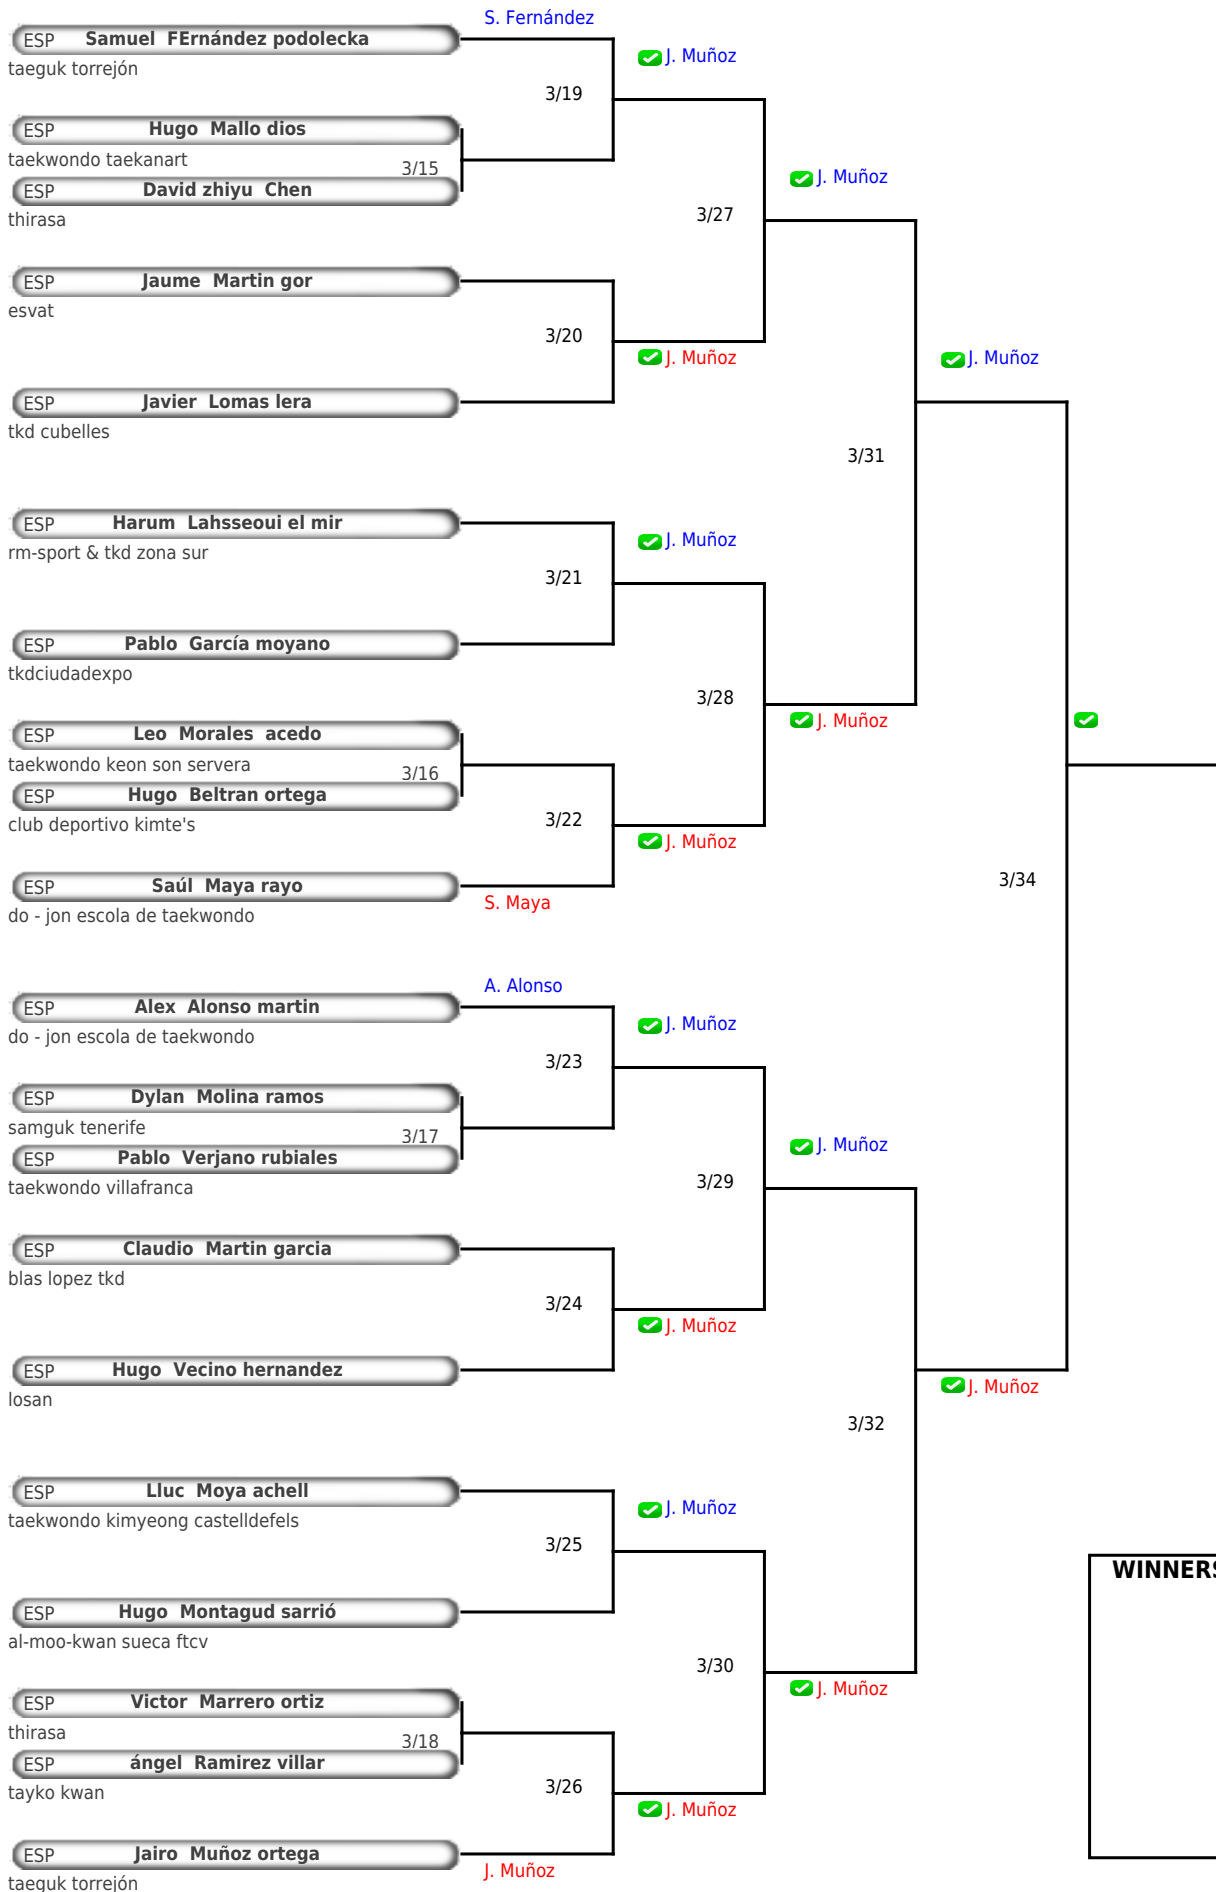 S. Fernández
ESP Samuel FErnández podolecka
taeguk torrejón
J. Muñoz
3/19
ESP Hugo Mallo dios
taekwondo taekanart
3/15
ESP David zhiyu Chen
thirasa
J. Muñoz
3/27
ESP Jaume Martin gor
esvat
3/20
J. Muñoz
J. Muñoz
ESP Javier Lomas lera
tkd cubelles
3/31
ESP Harum Lahsseoui el mir
rm-sport & tkd zona sur
J. Muñoz
3/21
ESP Pablo García moyano
tkdciudadexpo
3/28
J. Muñoz
ESP Leo Morales acedo
taekwondo keon son servera
3/16
ESP Hugo Beltran ortega
club deportivo kimte's
3/22
J. Muñoz
ESP Saúl Maya rayo
do - jon escola de taekwondo
S. Maya
3/34
A. Alonso
ESP Alex Alonso martin
do - jon escola de taekwondo
J. Muñoz
3/23
ESP Dylan Molina ramos
samguk tenerife
3/17
ESP Pablo Verjano rubiales
taekwondo villafranca
J. Muñoz
3/29
ESP Claudio Martin garcia
blas lopez tkd
3/24
J. Muñoz
ESP Hugo Vecino hernandez
losan
J. Muñoz
3/32
ESP Lluc Moya achell
taekwondo kimyeong castelldefels
J. Muñoz
3/25
WINNERS
ESP Hugo Montagud sarrió
al-moo-kwan sueca ftcv
3/30
J. Muñoz
ESP Victor Marrero ortiz
thirasa
3/18
ESP ángel Ramirez villar
tayko kwan
3/26
J. Muñoz
ESP Jairo Muñoz ortega
taeguk torrejón
J. Muñoz